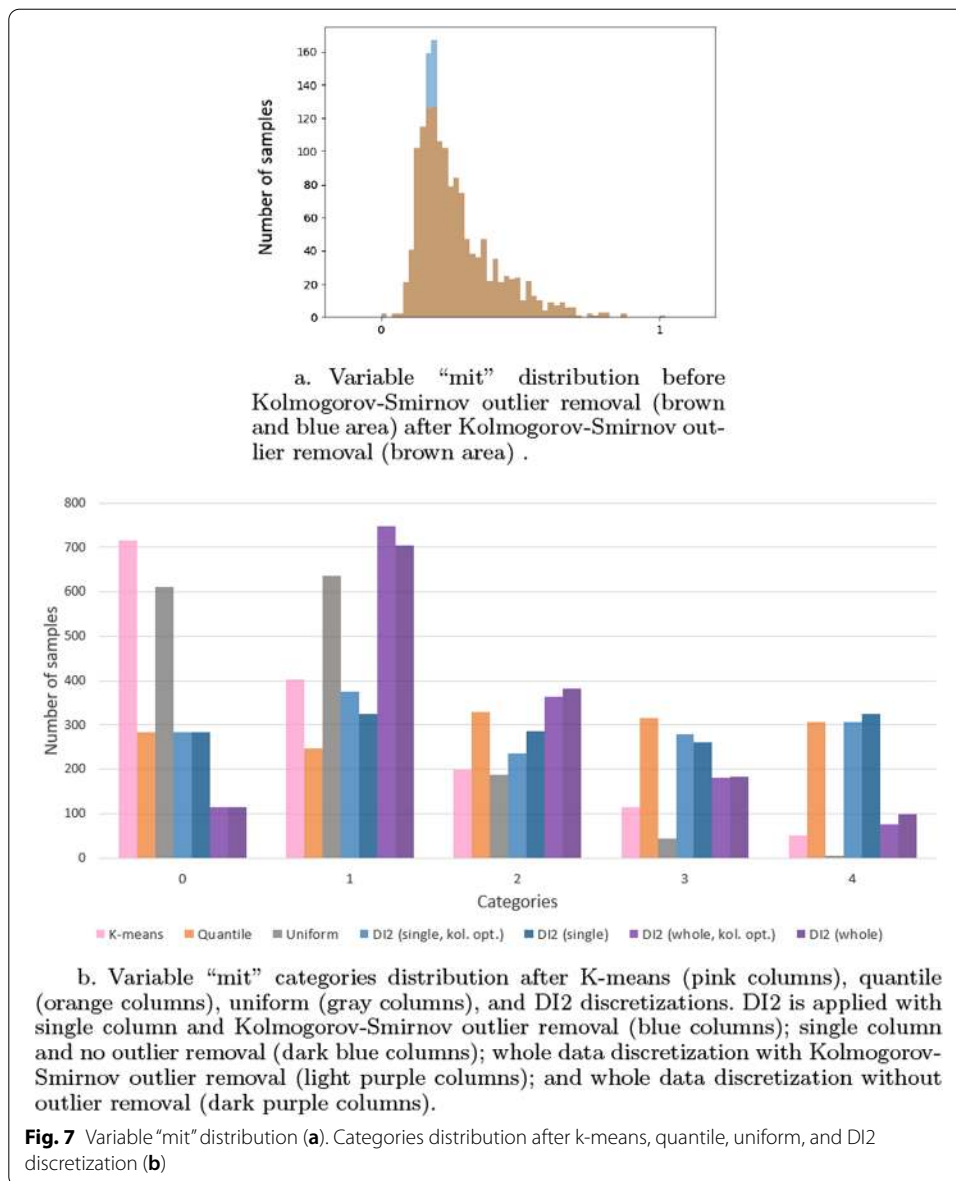 160
140
120
100
80
60
40
20
0
Number of samples
0 1
a. Variable “mit” distribution before
Kolmogorov-Smirnov outlier removal (brown
and blue area) after Kolmogorov-Smirnov out-
lier removal (brown area) .
800
700
600
500
400
300
200
100
0
Number of samples
0 1 2 3 4
Categories
K-means Quantile Uniform DI2 (single, kol. opt.) DI2 (single) DI2 (whole, kol. opt.) DI2 (whole)
b. Variable “mit” categories distribution after K-means (pink columns), quantile
(orange columns), uniform (gray columns), and DI2 discretizations. DI2 is applied with
single column and Kolmogorov-Smirnov outlier removal (blue columns); single column
and no outlier removal (dark blue columns); whole data discretization with Kolmogorov-
Smirnov outlier removal (light purple columns); and whole data discretization without
outlier removal (dark purple columns).
Fig. 7 Variable “mit” distribution (a). Categories distribution after k-means, quantile, uniform, and DI2
discretization (b)